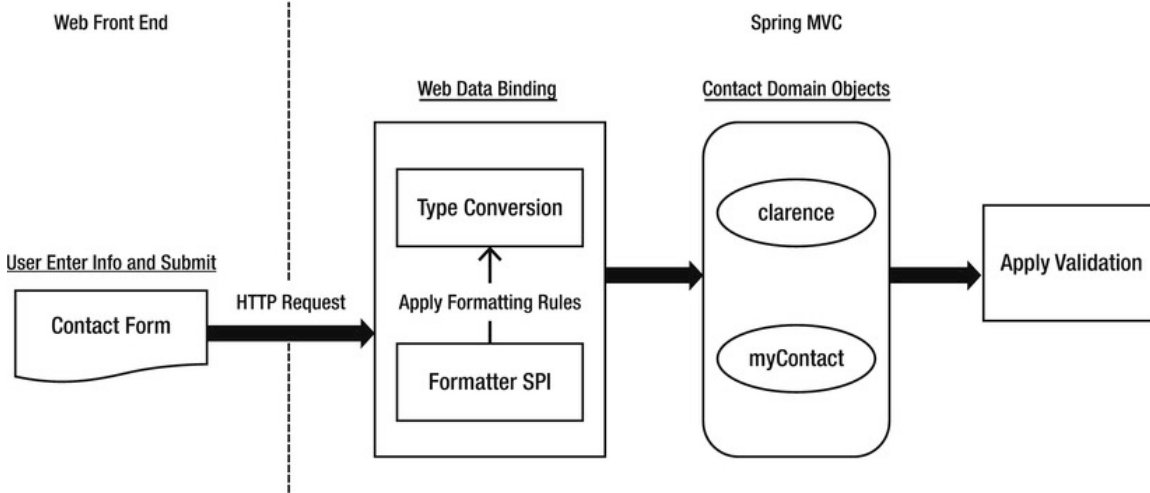 Web Front End
Spring MVC
Web Data Binding
Contact Domain Objects
Type Conversion
clarence
User Enter Info and Submit
Apply Validation
HTTP Request
Apply Formatting Rules
Contact Form
myContact
Formatter SPI